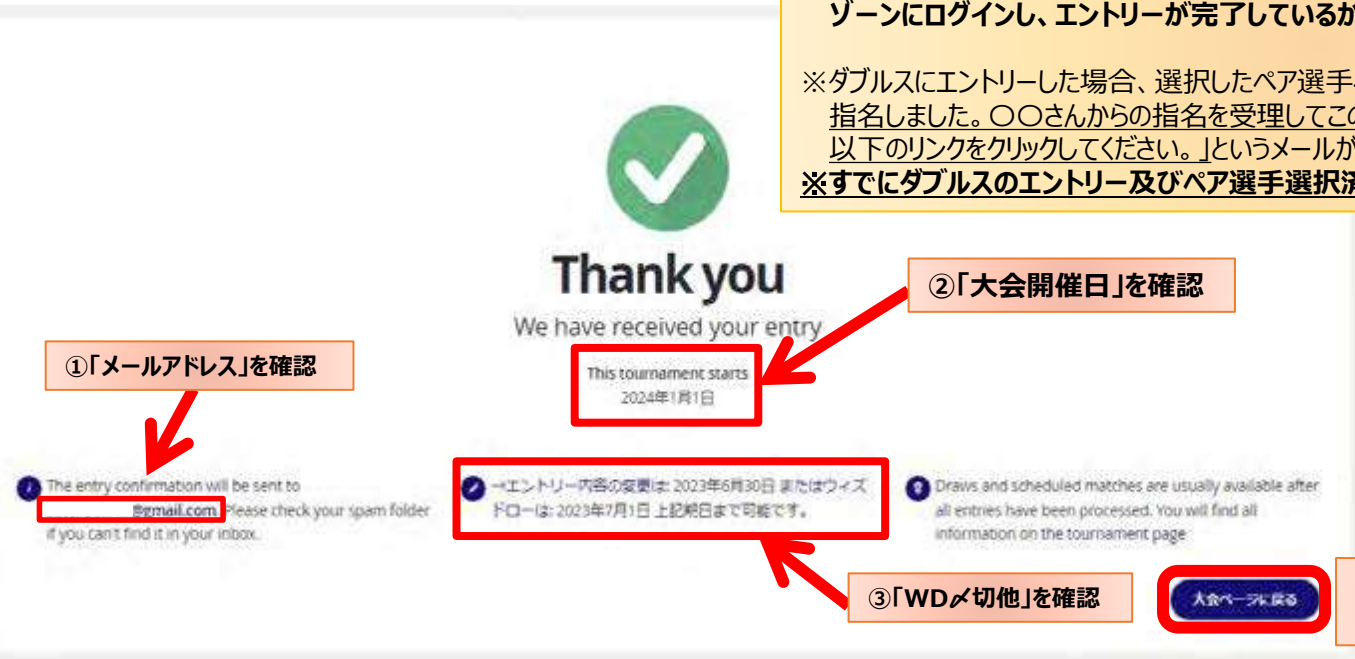 ゾーンにログインし、エントリーが完了しているか
※ダブルスにエントリーした場合、選択したペア選手
指名しました。〇〇さんからの指名を受理してこの
以下のリンクをクリックしてください。」というメールが
※すでにダブルスのエントリー及びペア選手選択済
Thank you
We have received your entry
②「大会開催日」を確認
This tournament starts
2024年1月1日
①「メールアドレス」を確認
The entry confirmation will be sent to
@gmail.com. Please check your spam folder
if you can't find it in your inbox.
→エントリー内容の変更は: 2023年6月30日 またはウィズ
ドローは: 2023年7月1日 上記期日まで可能です。
Draws and scheduled matches are usually available after
all entries have been processed. You will find all
information on the tournament page
③「WD〆切他」を確認
大会ページに戻る